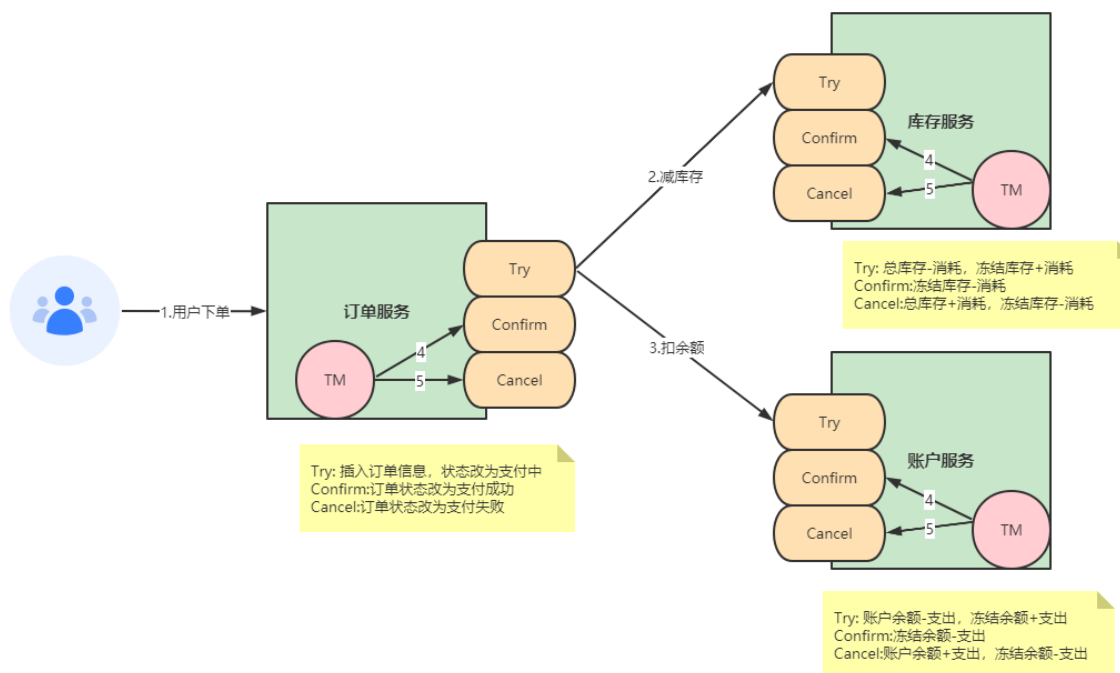 1.用户下单
订单服务
Try
Confirm
Cancel
TM
4
5
Try: 插入订单信息，状态改为支付中
Confirm:订单状态改为支付成功
Cancel:订单状态改为支付失败
2.减库存
3.扣余额
Try
Confirm
Cancel
库存服务
4
5
TM
Try: 总库存-消耗，冻结库存+消耗
Confirm:冻结库存-消耗
Cancel:总库存+消耗，冻结库存-消耗
Try
Confirm
Cancel
账户服务
4
5
TM
Try: 账户余额-支出，冻结余额+支出
Confirm:冻结余额-支出
Cancel:账户余额+支出，冻结余额-支出